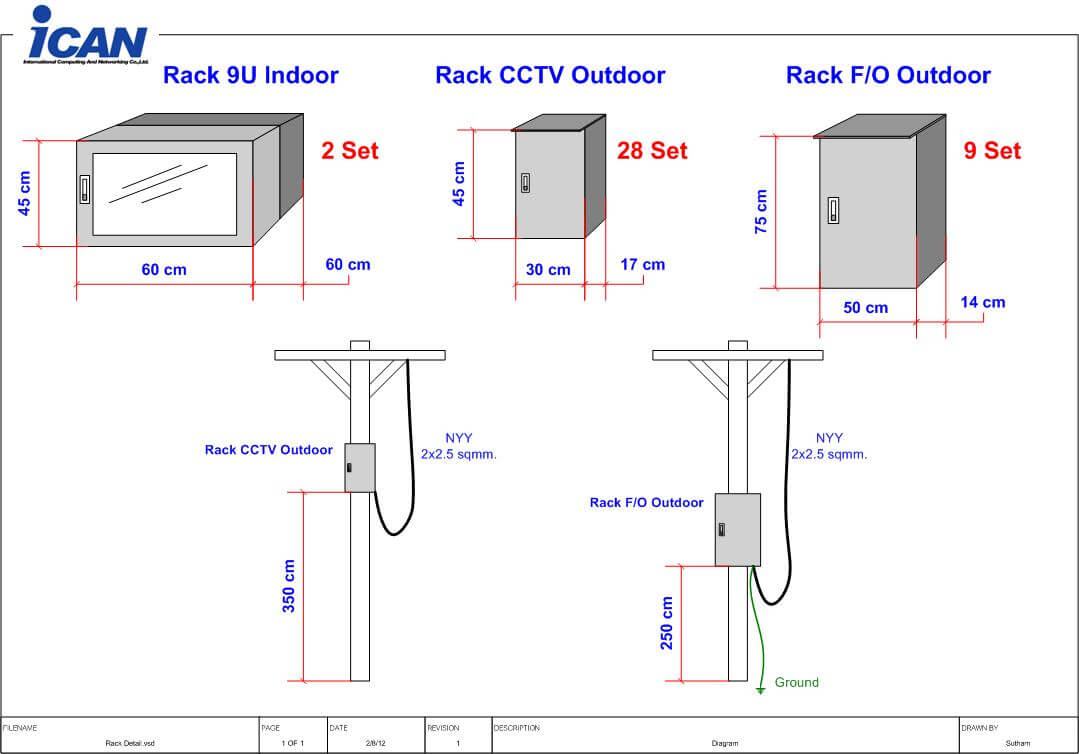 iCAN
International Computing And Networking Co.,Ltd.
Rack 9U Indoor
Rack CCTV Outdoor
Rack F/O Outdoor
2 Set
28 Set
9 Set
45 cm
60 cm
60 cm
45 cm
30 cm
17 cm
75 cm
50 cm
14 cm
Rack CCTV Outdoor
NYY
2x2.5 sqmm.
350 cm
Rack F/O Outdoor
NYY
2x2.5 sqmm.
250 cm
Ground
FILENAME
Rack Detail.vsd
PAGE
1 OF 1
DATE
2/8/12
REVISION
1
DESCRIPTION
Diagram
DRAWN BY
Sutham